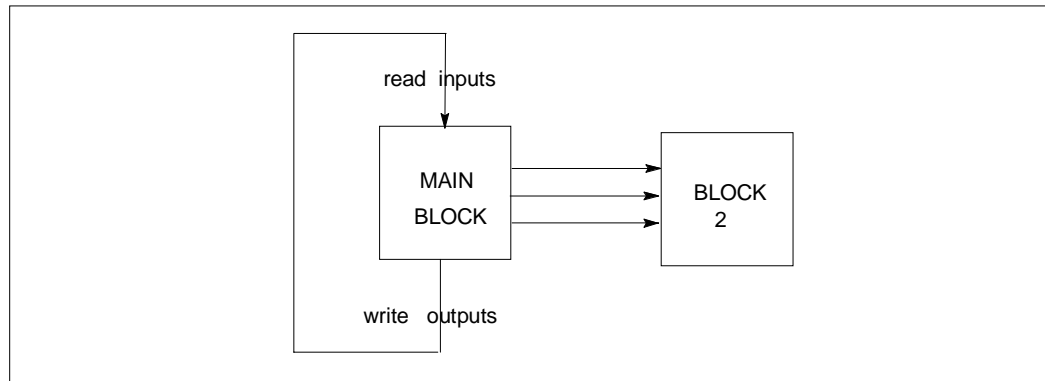 read inputs
MAIN
BLOCK
BLOCK
2
write outputs